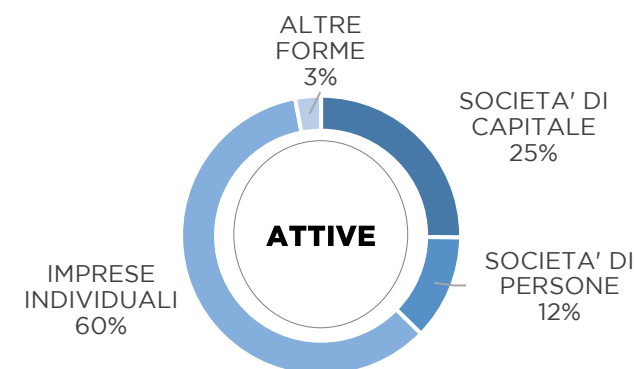 ALTRE
FORME
3%
SOCIETA' DI
CAPITALE
25%
ATTIVE
SOCIETA' DI
PERSONE
12%
IMPRESE
INDIVIDUALI
60%